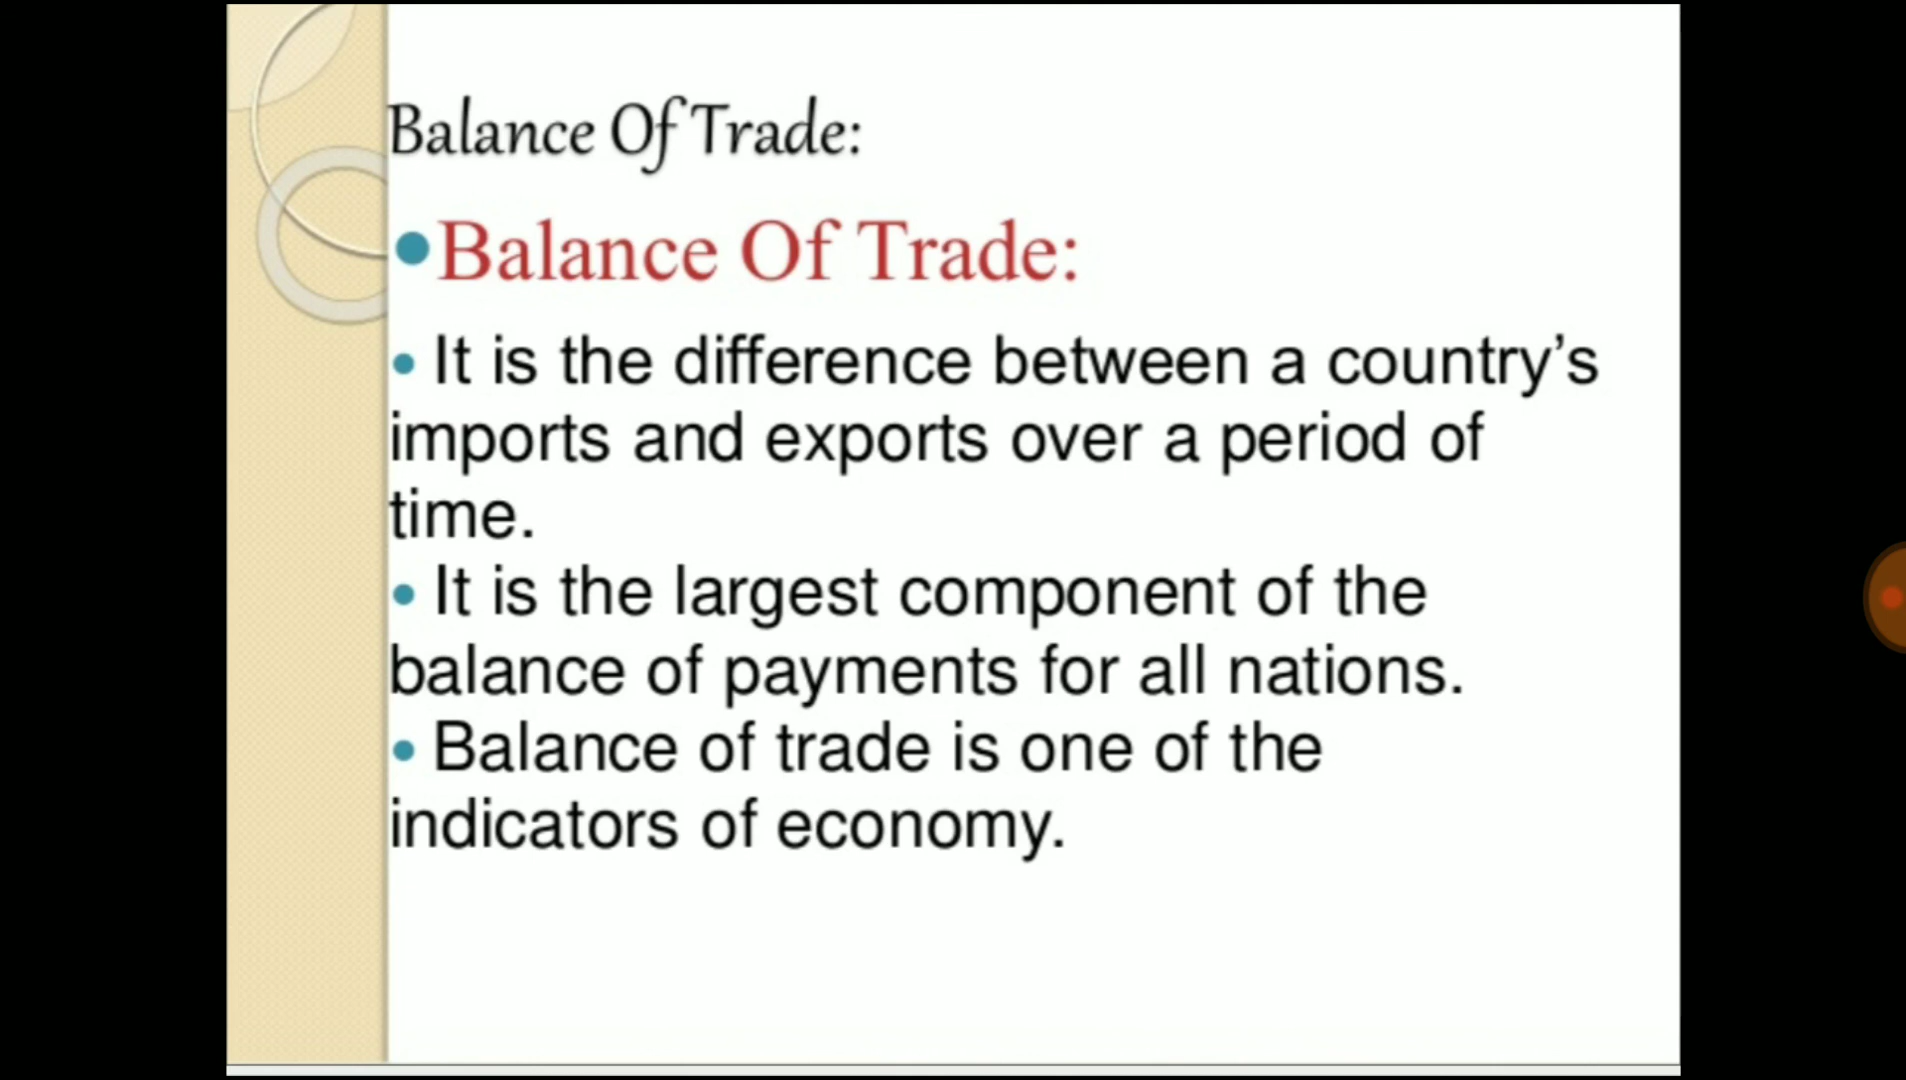 Balance Of Trade:
•Balance Of Trade:
• It is the difference between a country’s
imports and exports over a period of
time.
• It is the largest component of the
balance of payments for all nations.
• Balance of trade is one of the
indicators of economy.